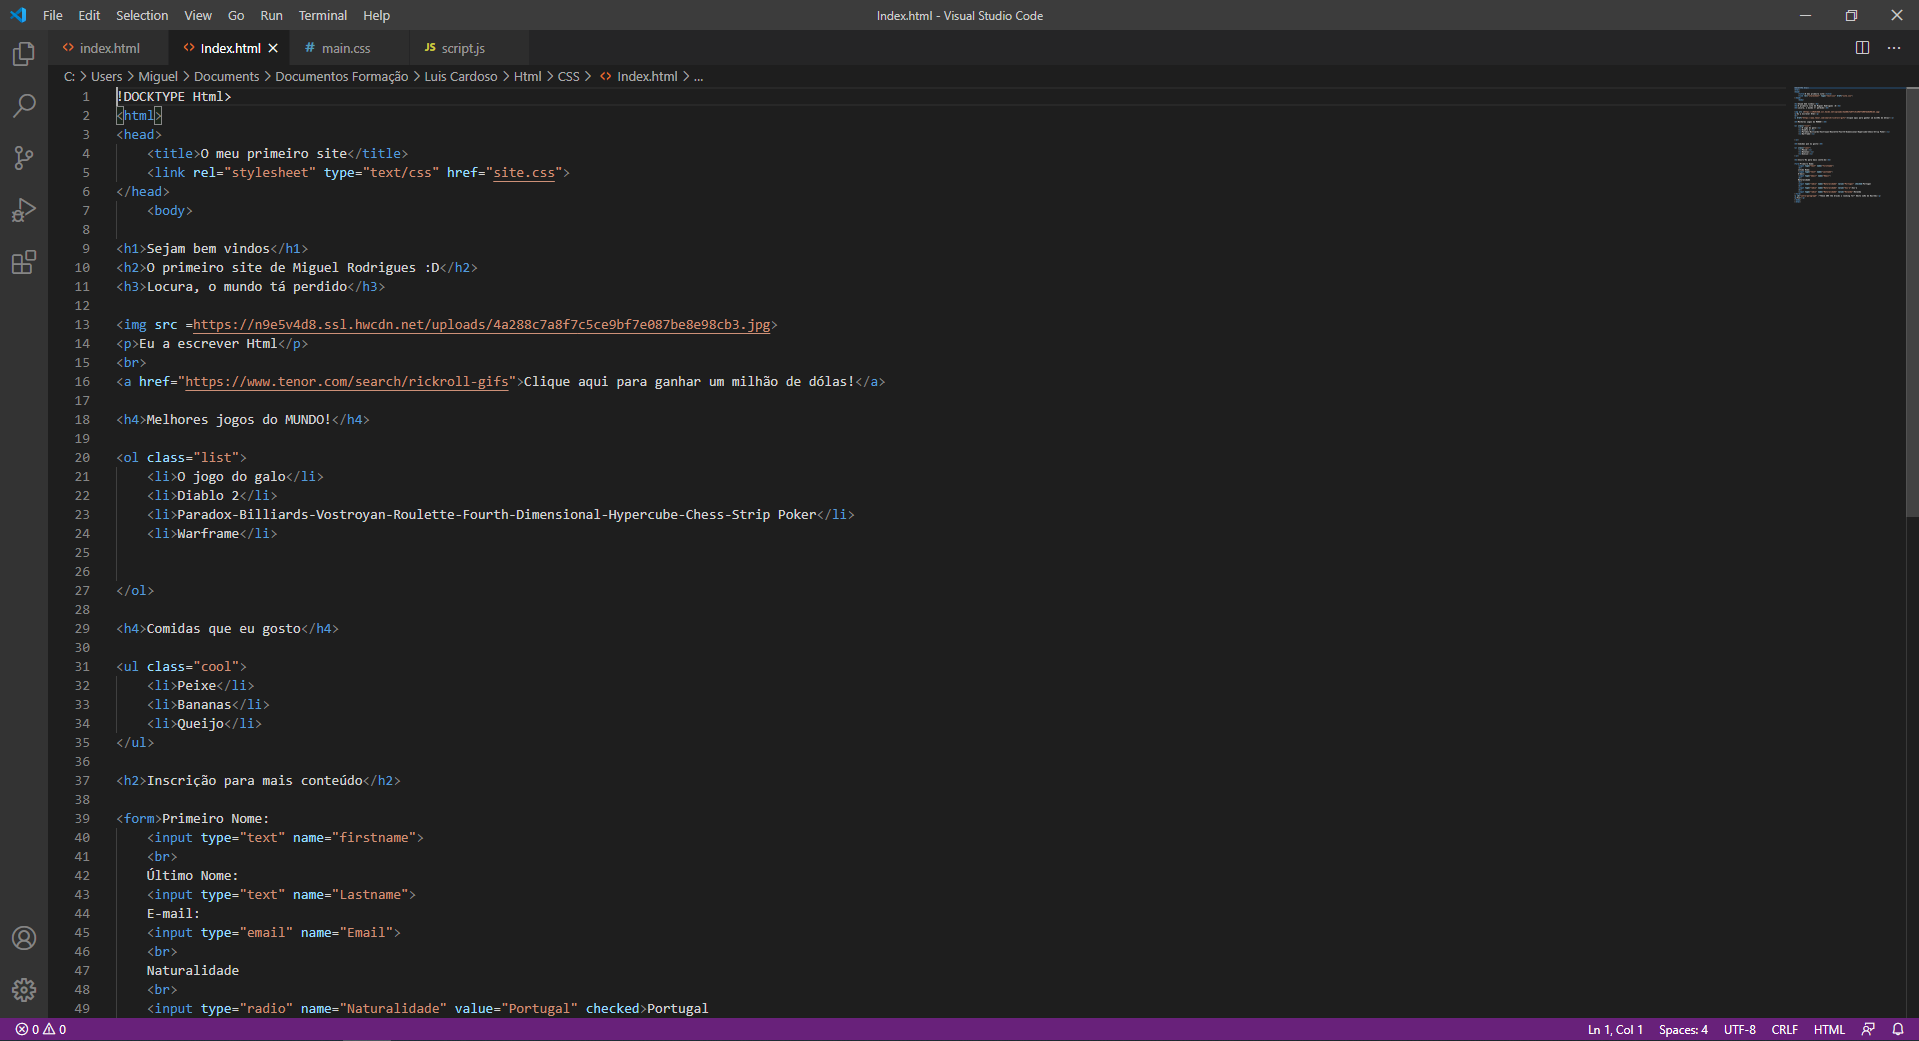 File Edit Selection View Go Run Terminal Help
Index.html - Visual Studio Code
index.html Index.html main.css JS script.js
C: > Users > Miguel > Documents > Documentos Formação > Luis Cardoso > Html > CSS > Index.html > ...
1 !DOCKTYPE Html>
2 <html>
3 <head>
4 <title>O meu primeiro site</title>
5 <link rel="stylesheet" type="text/css" href="site.css">
6 </head>
7 <body>
8
9 <h1>Sejam bem vindos</h1>
10 <h2>O primeiro site de Miguel Rodrigues :D</h2>
11 <h3>Locura, o mundo tá perdido</h3>
12
13 <img src =https://n9e5v4d8.ssl.hwcdn.net/uploads/4a288c7a8f7c5ce9bf7e087be8e98cb3.jpg>
14 <p>Eu a escrever Html</p>
15 <br>
16 <a href="https://www.tenor.com/search/rickroll-gifs">Clique aqui para ganhar um milhão de dólas!</a>
17
18 <h4>Melhores jogos do MUNDO!</h4>
19
20 <ol class="list">
21 <li>O jogo do galo</li>
22 <li>Diablo 2</li>
23 <li>Paradox-Billiards-Vostroyan-Roulette-Fourth-Dimensional-Hypercube-Chess-Strip Poker</li>
24 <li>Warframe</li>
25
26
27 </ol>
28
29 <h4>Comidas que eu gosto</h4>
30
31 <ul class="cool">
32 <li>Peixe</li>
33 <li>Bananas</li>
34 <li>Queijo</li>
35 </ul>
36
37 <h2>Inscrição para mais conteúdo</h2>
38
39 <form>Primeiro Nome:
40 <input type="text" name="firstname">
41 <br>
42 Último Nome:
43 <input type="text" name="Lastname">
44 E-mail:
45 <input type="email" name="Email">
46 <br>
47 Naturalidade
48 <br>
49 <input type="radio" name="Naturalidade" value="Portugal" checked>Portugal
0 0
Ln 1, Col 1 Spaces: 4 UTF-8 CRLF HTML